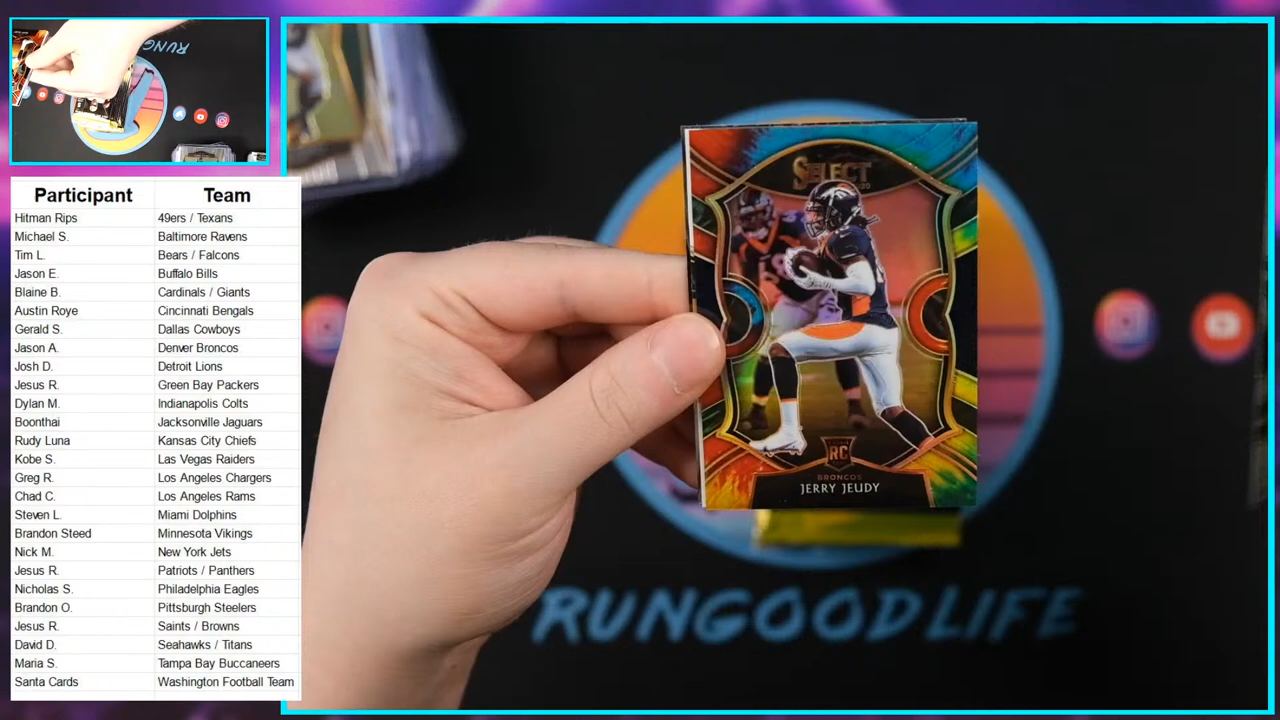 RUNGOODLIFE
Participant Team
Hitman Rips 49ers / Texans
Michael S. Baltimore Ravens
Tim L. Bears / Falcons
Jason E. Buffalo Bills
Blaine B. Cardinals / Giants
Austin Roye Cincinnati Bengals
Gerald S. Dallas Cowboys
Jason A. Denver Broncos
Josh D. Detroit Lions
Jesus R. Green Bay Packers
Dylan M. Indianapolis Colts
Boonthai Jacksonville Jaguars
Rudy Luna Kansas City Chiefs
Kobe S. Las Vegas Raiders
Greg R. Los Angeles Chargers
Chad C. Los Angeles Rams
Steven L. Miami Dolphins
Brandon Steed Minnesota Vikings
Nick M. New York Jets
Jesus R. Patriots / Panthers
Nicholas S. Philadelphia Eagles
Brandon O. Pittsburgh Steelers
Jesus R. Saints / Browns
David D. Seahawks / Titans
Maria S. Tampa Bay Buccaneers
Santa Cards Washington Football Team
SELECT
2020
RC
BRONCOS
JERRY JEUDY